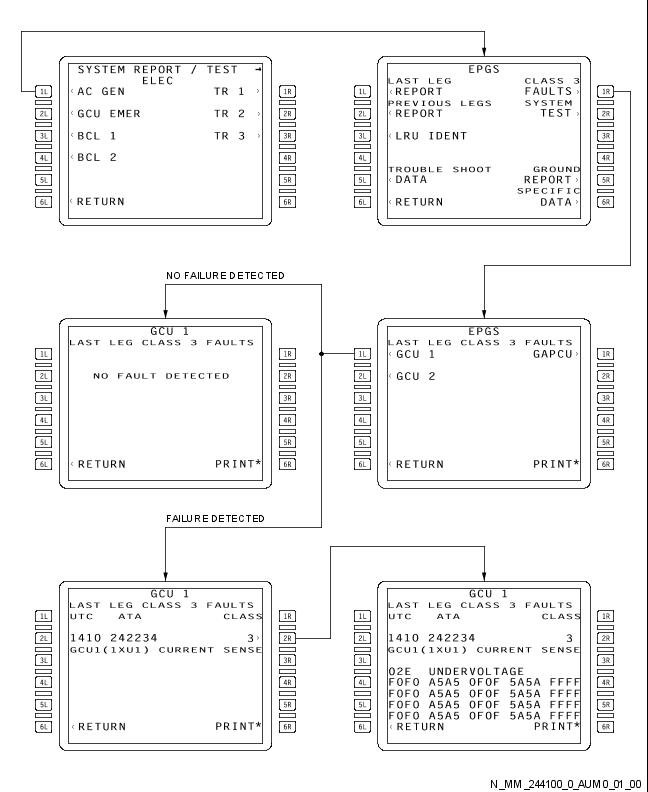 SYSTEM REPORT / TEST →
ELEC
1L ‹AC GEN TR 1 › 1R
2L ‹GCU EMER TR 2 › 2R
3L ‹BCL 1 TR 3 › 3R
4L ‹BCL 2 4R
5L 5R
6L ‹RETURN 6R
EPGS
LAST LEG CLASS 3
1L ‹REPORT FAULTS› 1R
PREVIOUS LEGS SYSTEM
2L ‹REPORT TEST› 2R
3L ‹LRU IDENT 3R
4L 4R
TROUBLE SHOOT GROUND
5L ‹DATA REPORT› 5R
SPECIFIC
6L ‹RETURN DATA› 6R
NO FAILURE DETECTED
GCU 1
LAST LEG CLASS 3 FAULTS
1L 1R
2L NO FAULT DETECTED 2R
3L 3R
4L 4R
5L 5R
6L ‹RETURN PRINT* 6R
EPGS
LAST LEG CLASS 3 FAULTS
1L ‹GCU 1 GAPCU› 1R
2L ‹GCU 2 2R
3L 3R
4L 4R
5L 5R
6L ‹RETURN PRINT* 6R
FAILURE DETECTED
GCU 1
LAST LEG CLASS 3 FAULTS
1L UTC ATA CLASS 1R
2L 1410 242234 3› 2R
GCU1(1XU1) CURRENT SENSE
3L 3R
4L 4R
5L 5R
6L ‹RETURN PRINT* 6R
GCU 1
LAST LEG CLASS 3 FAULTS
1L UTC ATA CLASS 1R
2L 1410 242234 3 2R
GCU1(1XU1) CURRENT SENSE
3L 3R
02E UNDERVOLTAGE
4L F0F0 A5A5 0F0F 5A5A FFFF 4R
F0F0 A5A5 0F0F 5A5A FFFF
5L F0F0 A5A5 0F0F 5A5A FFFF 5R
F0F0 A5A5 0F0F 5A5A FFFF
6L ‹RETURN PRINT* 6R
N_MM_244100_0_AUM0_01_00